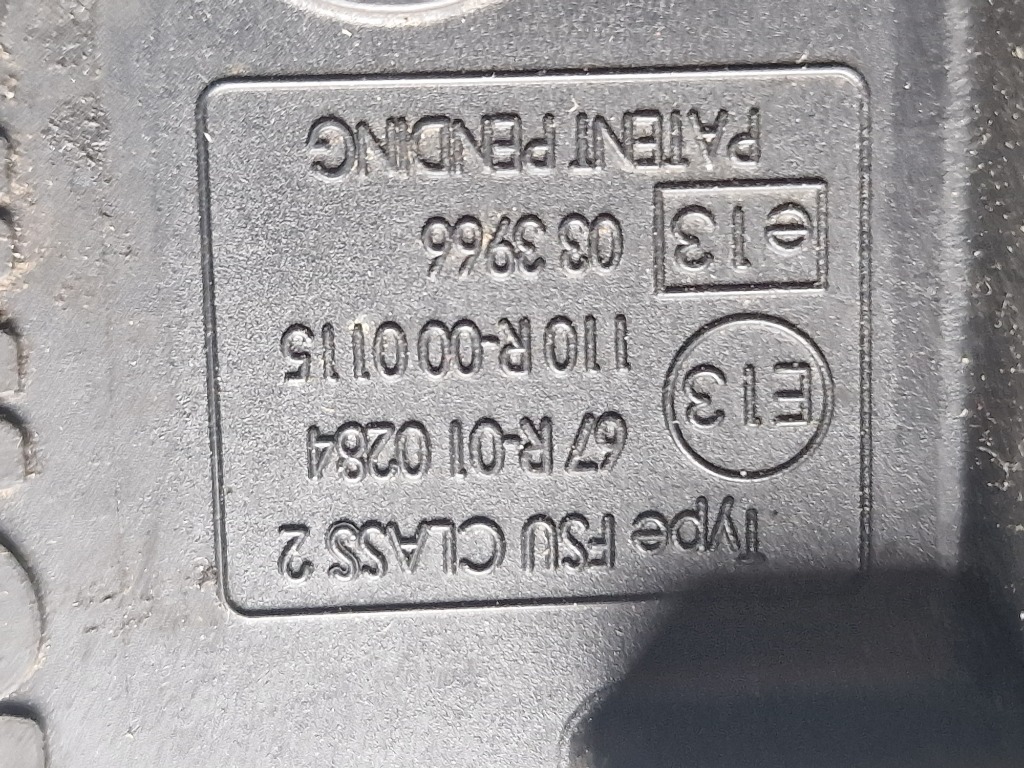 Type FSU CLASS 2
E13
67 R-01 0284
110 R-00 0115
e13 03 3966
PATENT PENDING